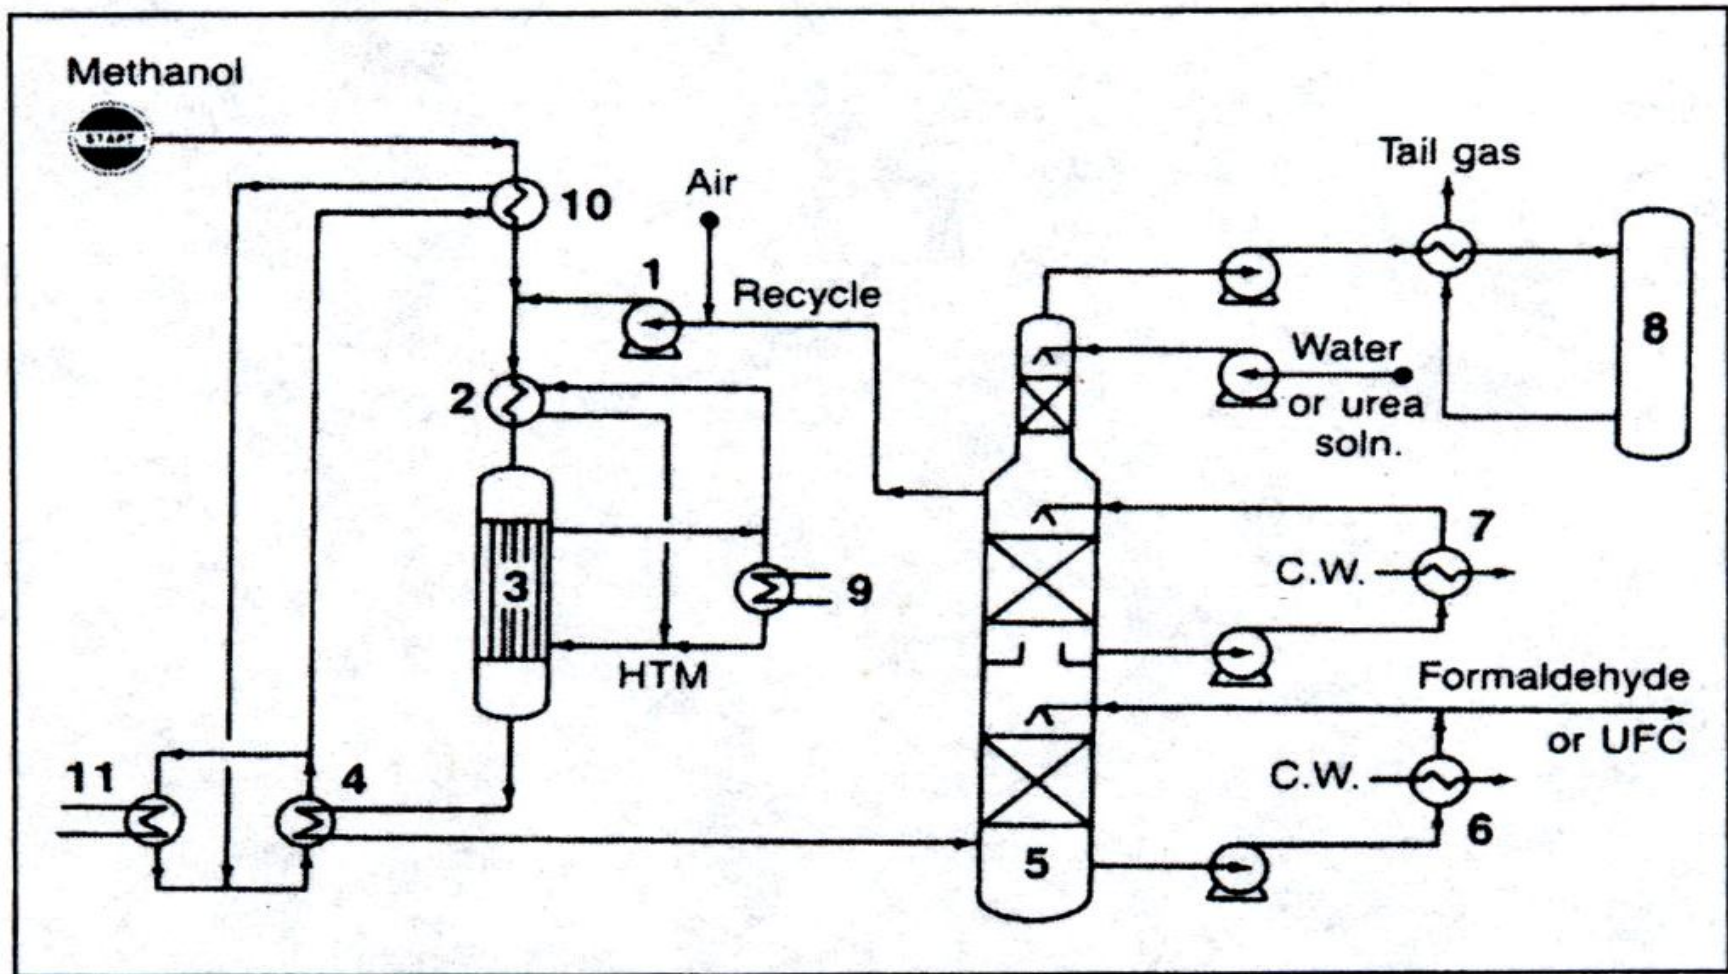 Methanol
START
10
Air
1
Recycle
Tail gas
8
Water
or urea
soln.
2
7
C.W.
3
9
HTM
Formaldehyde
or UFC
11
4
C.W.
6
5